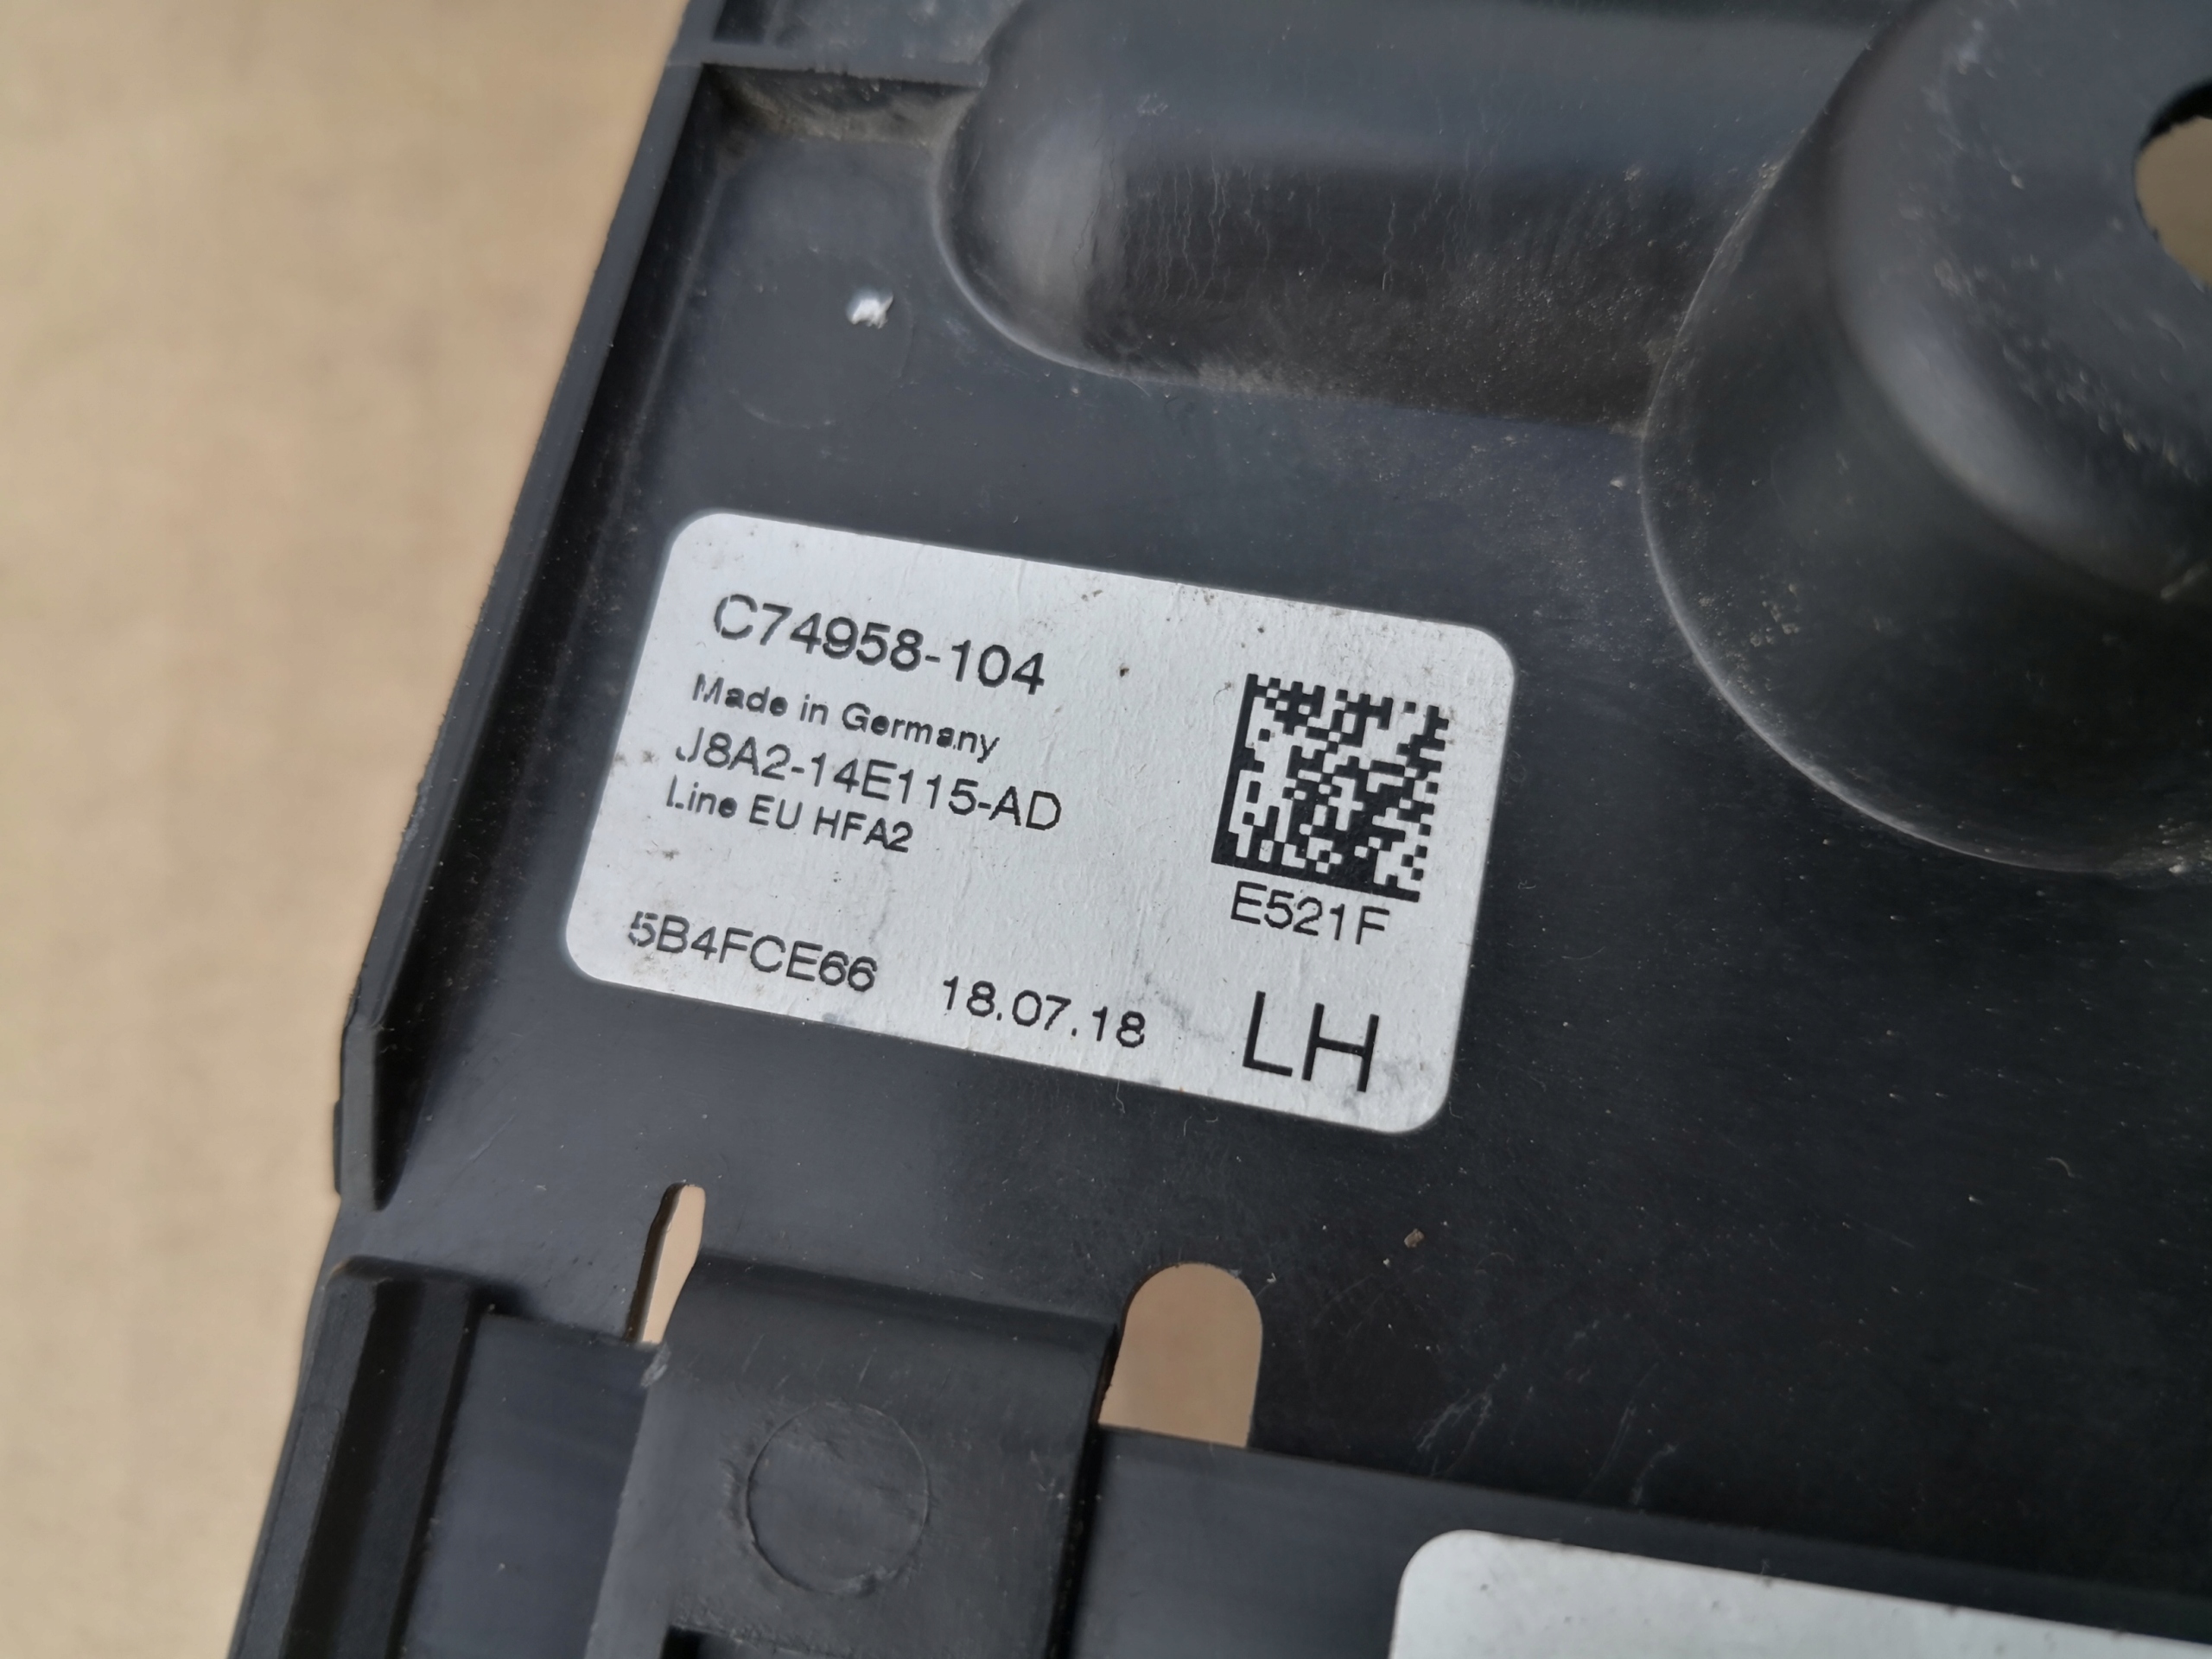 C74958-104
Made in Germany
J8A2-14E115-AD
Line EU HFA2
E521F
5B4FCE66 18.07.18
LH